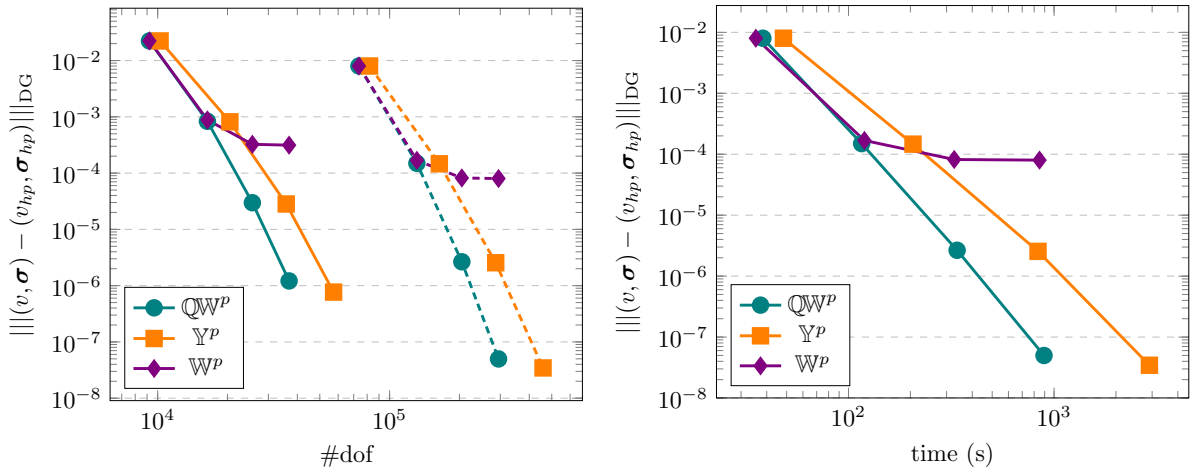 |||(v, σ) − (v_{hp}, σ_{hp})|||_{DG}
10^{−2}
10^{−3}
10^{−4}
10^{−5}
10^{−6}
10^{−7}
10^{−8}
ℚ𝕎^p
𝕐^p
𝕎^p
10^4
10^5
#dof
|||(v, σ) − (v_{hp}, σ_{hp})|||_{DG}
10^{−2}
10^{−3}
10^{−4}
10^{−5}
10^{−6}
10^{−7}
10^{−8}
ℚ𝕎^p
𝕐^p
𝕎^p
10^2
10^3
time (s)